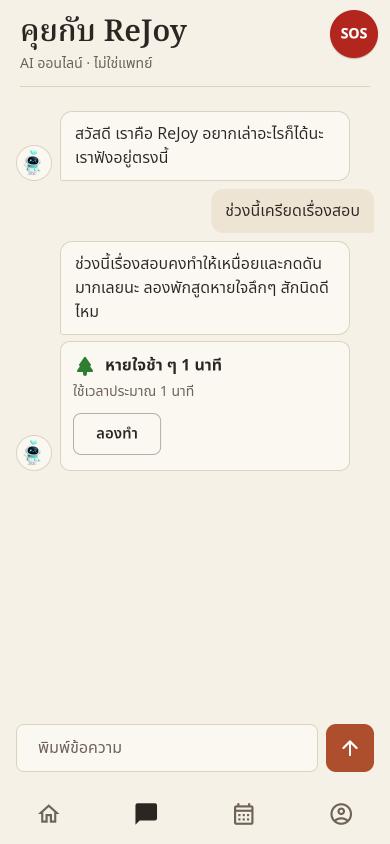 คุยกับ ReJoy
SOS
AI ออนไลน์ · ไม่ใช่แพทย์
สวัสดี เราคือ ReJoy อยากเล่าอะไรก็ได้นะ
เราฟังอยู่ตรงนี้
ช่วงนี้เครียดเรื่องสอบ
ช่วงนี้เรื่องสอบคงทำให้เหนื่อยและกดดัน
มากเลยนะ ลองพักสูดหายใจลึกๆ สักนิดดี
ไหม
หายใจช้า ๆ 1 นาที
ใช้เวลาประมาณ 1 นาที
ลองทำ
พิมพ์ข้อความ